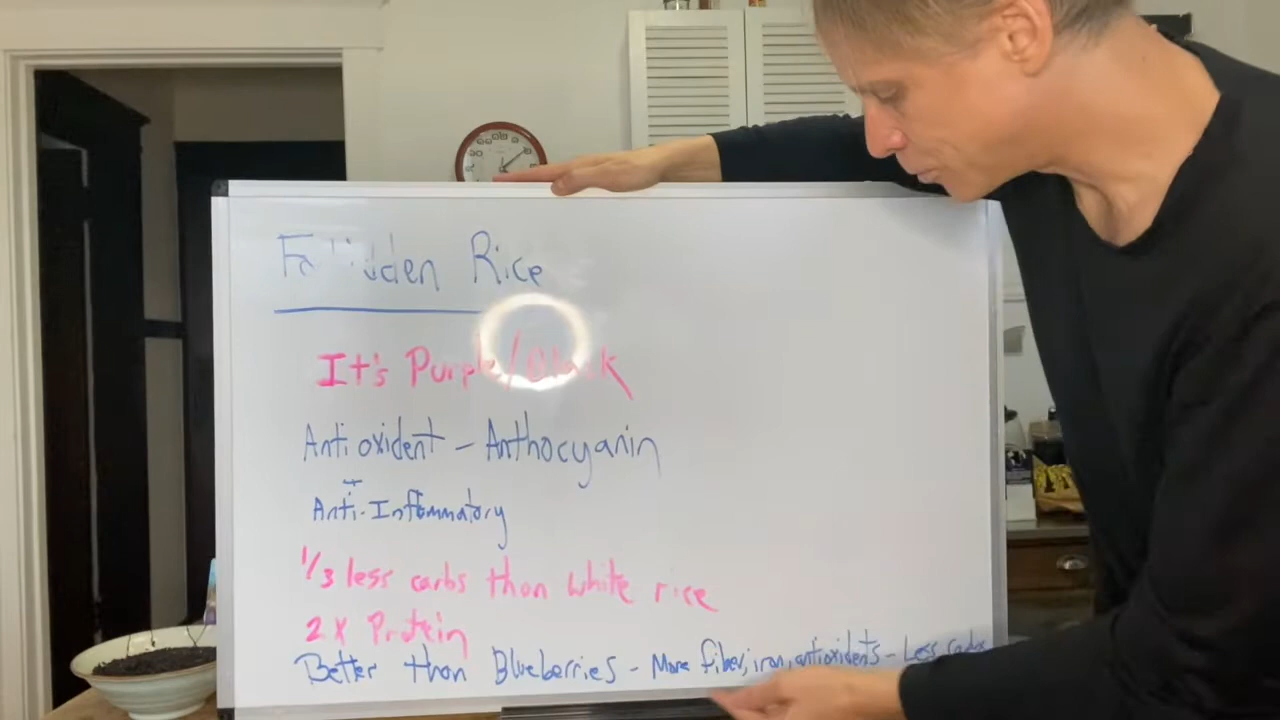 Forbidden Rice
It's Purple/Black
Antioxident - Anthocyanin
Anti-Inflammatory
1/3 less carbs than white rice
2x Protein
Better than Blueberries - More fiber, iron, antioxidents - Less carbs